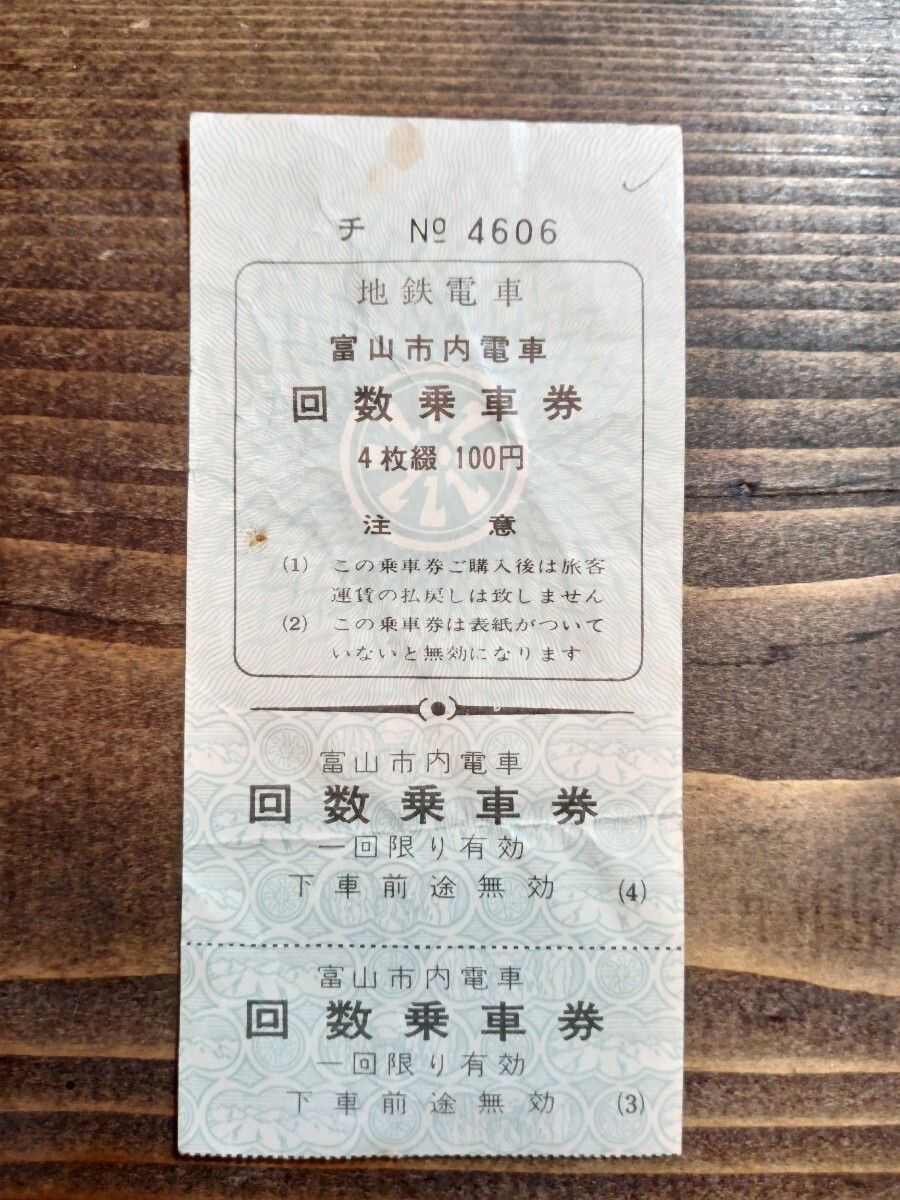 チ Nº 4606
地鉄電車
富山市内電車
回数乗車券
4枚綴 100円
注意
(1) この乗車券ご購入後は旅客
運賃の払戻しは致しません
(2) この乗車券は表紙がついて
いないと無効になります
富山市内電車
回数乗車券
一回限り有効
下車前途無効 (4)
富山市内電車
回数乗車券
一回限り有効
下車前途無効 (3)